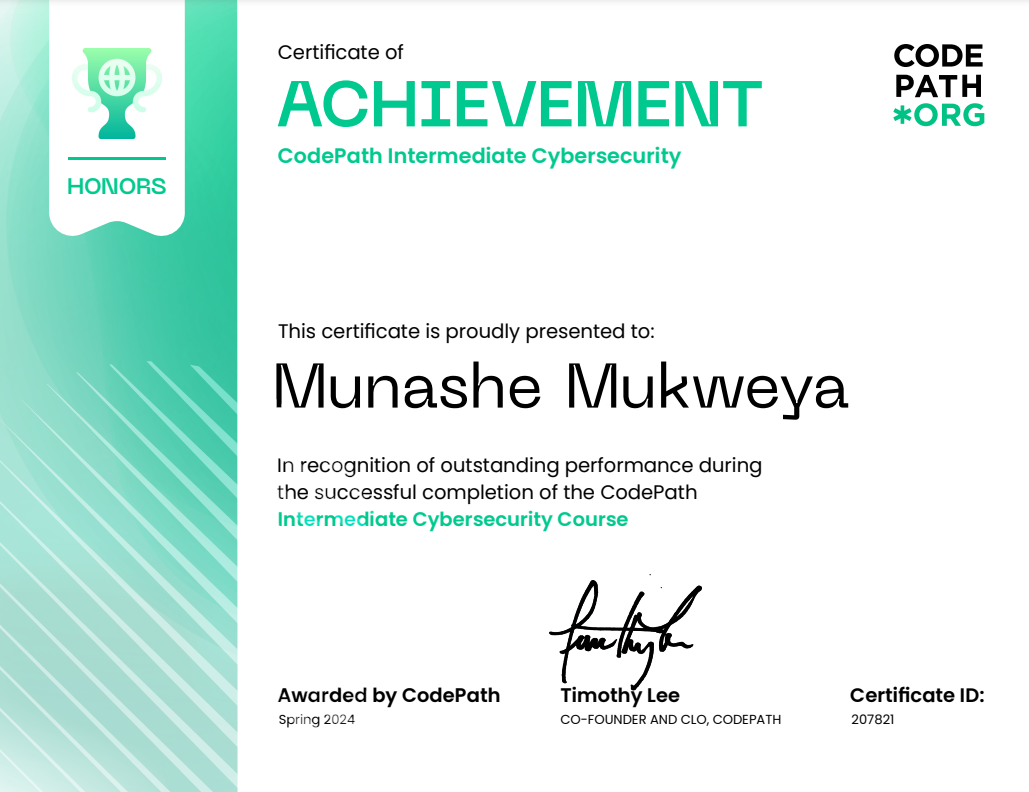 HONORS
Certificate of
ACHIEVEMENT
CodePath Intermediate Cybersecurity
CODE
PATH
*ORG
This certificate is proudly presented to:
Munashe Mukweya
In recognition of outstanding performance during
the successful completion of the CodePath
Intermediate Cybersecurity Course
Awarded by CodePath
Spring 2024
Timothy Lee
CO-FOUNDER AND CLO, CODEPATH
Certificate ID:
207821